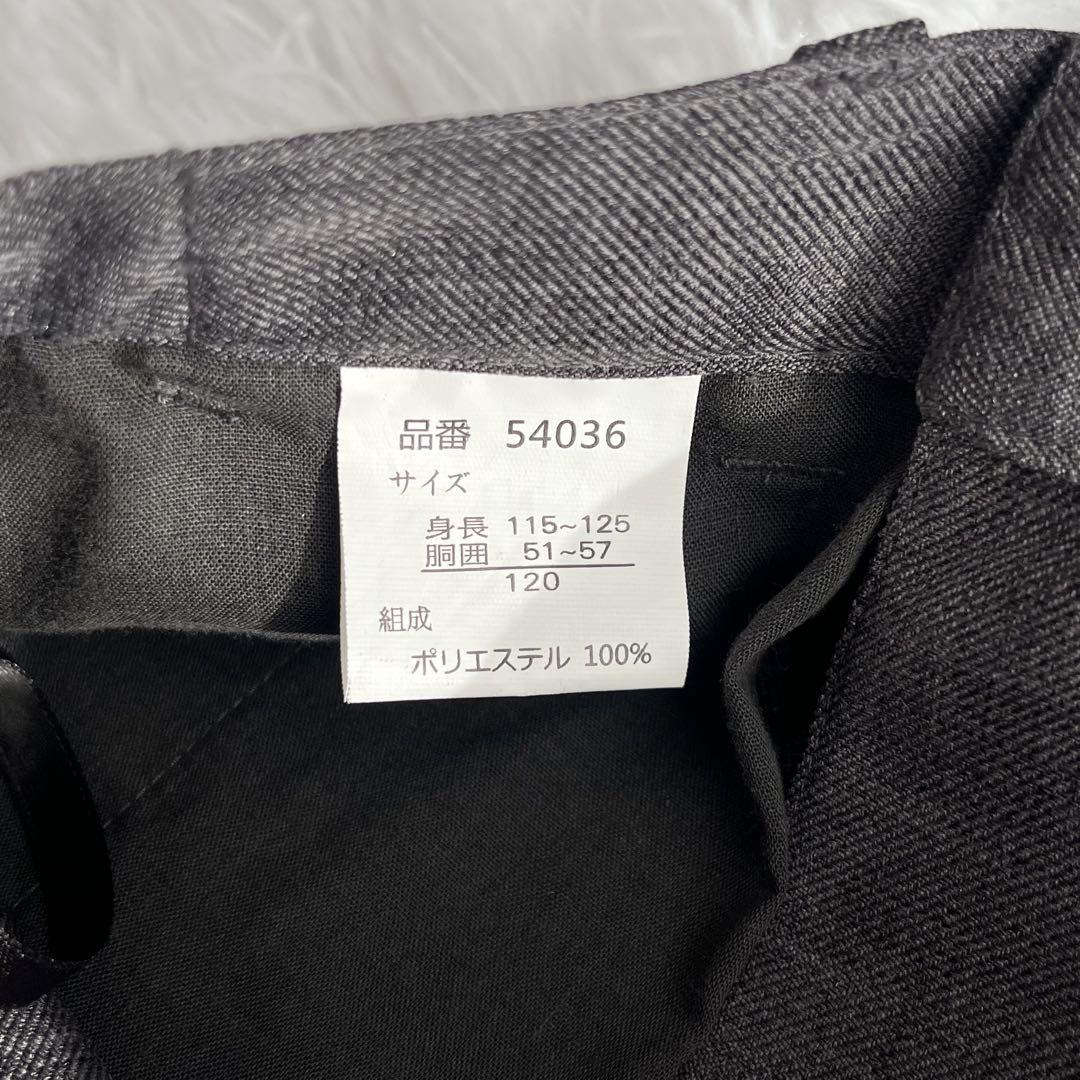 品番 54036
サイズ
身長 115~125
胴囲 51~57
120
組成
ポリエステル 100%